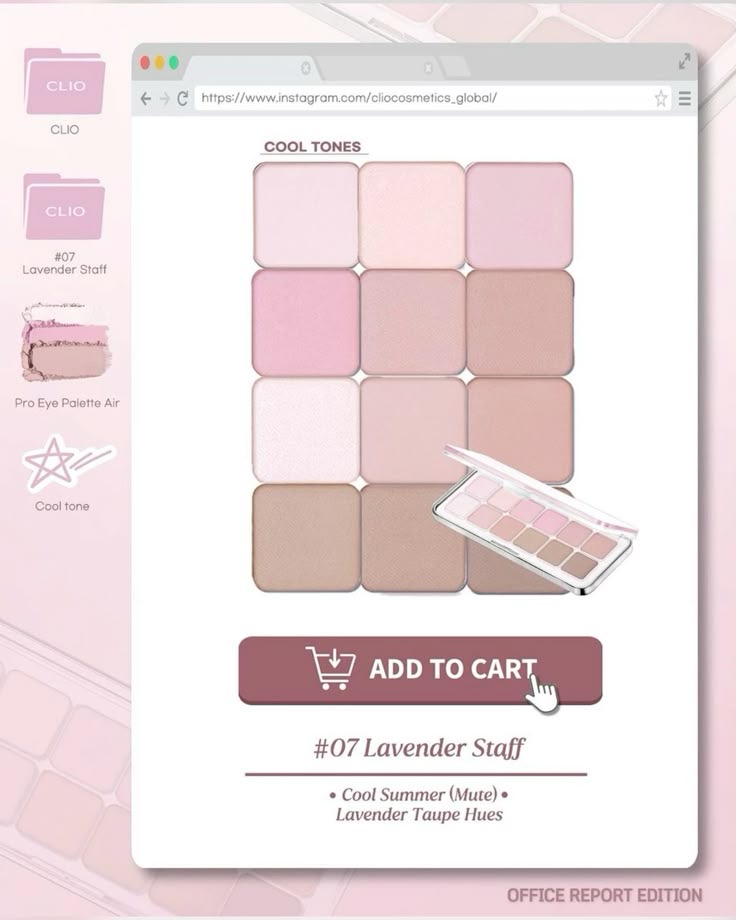 https://www.instagram.com/cliocosmetics_global/
CLIO
CLIO
CLIO
#07
Lavender Staff
Pro Eye Palette Air
Cool tone
COOL TONES
ADD TO CART
#07 Lavender Staff
• Cool Summer (Mute) •
Lavender Taupe Hues
OFFICE REPORT EDITION